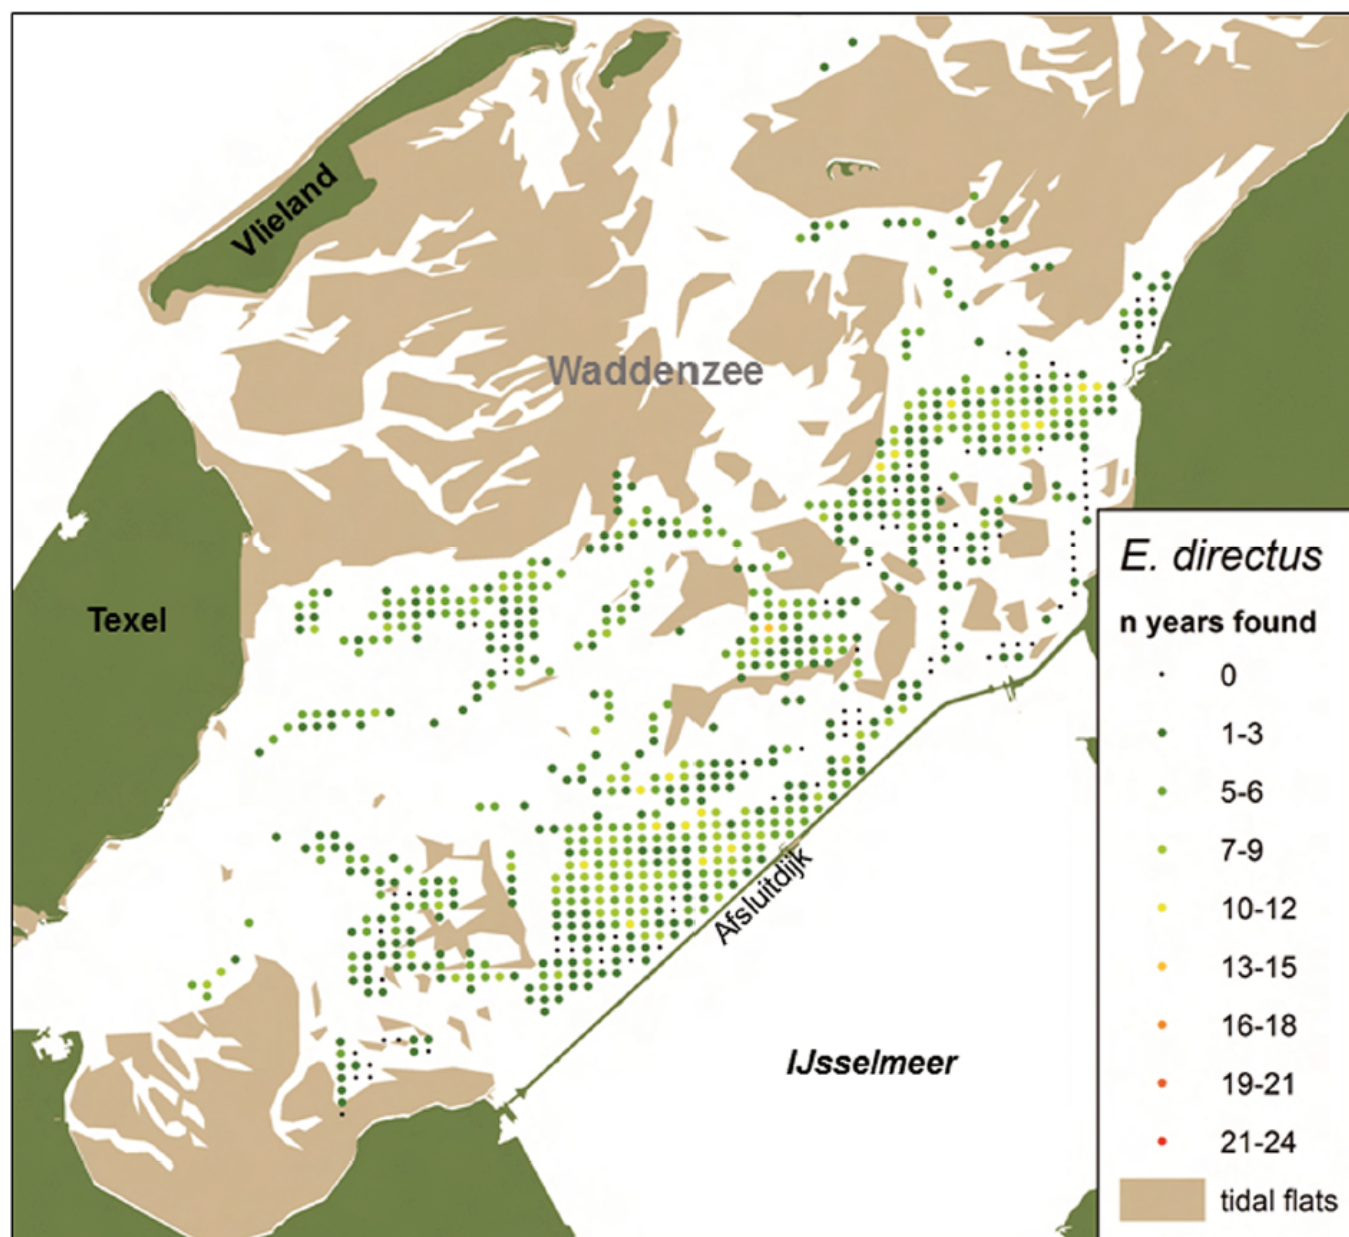 Vlieland
Waddenzee
Texel
Afsluitdijk
IJsselmeer
E. directus
n years found
0
1-3
5-6
7-9
10-12
13-15
16-18
19-21
21-24
tidal flats